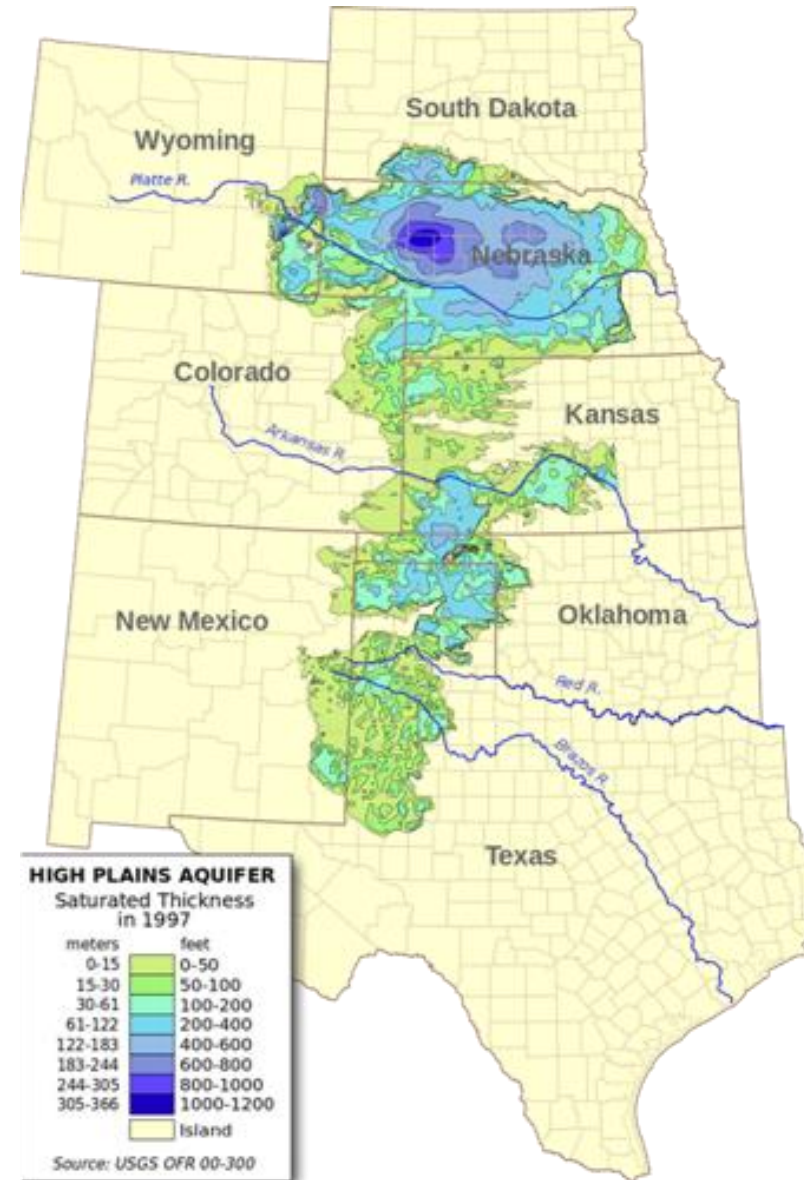 South Dakota
Wyoming
Platte R.
Nebraska
Colorado
Kansas
Arkansas R.
New Mexico
Oklahoma
Red R.
Brazos R.
Texas
HIGH PLAINS AQUIFER
Saturated Thickness
in 1997
meters feet
0-15 0-50
15-30 50-100
30-61 100-200
61-122 200-400
122-183 400-600
183-244 600-800
244-305 800-1000
305-366 1000-1200
Island
Source: USGS OFR 00-300